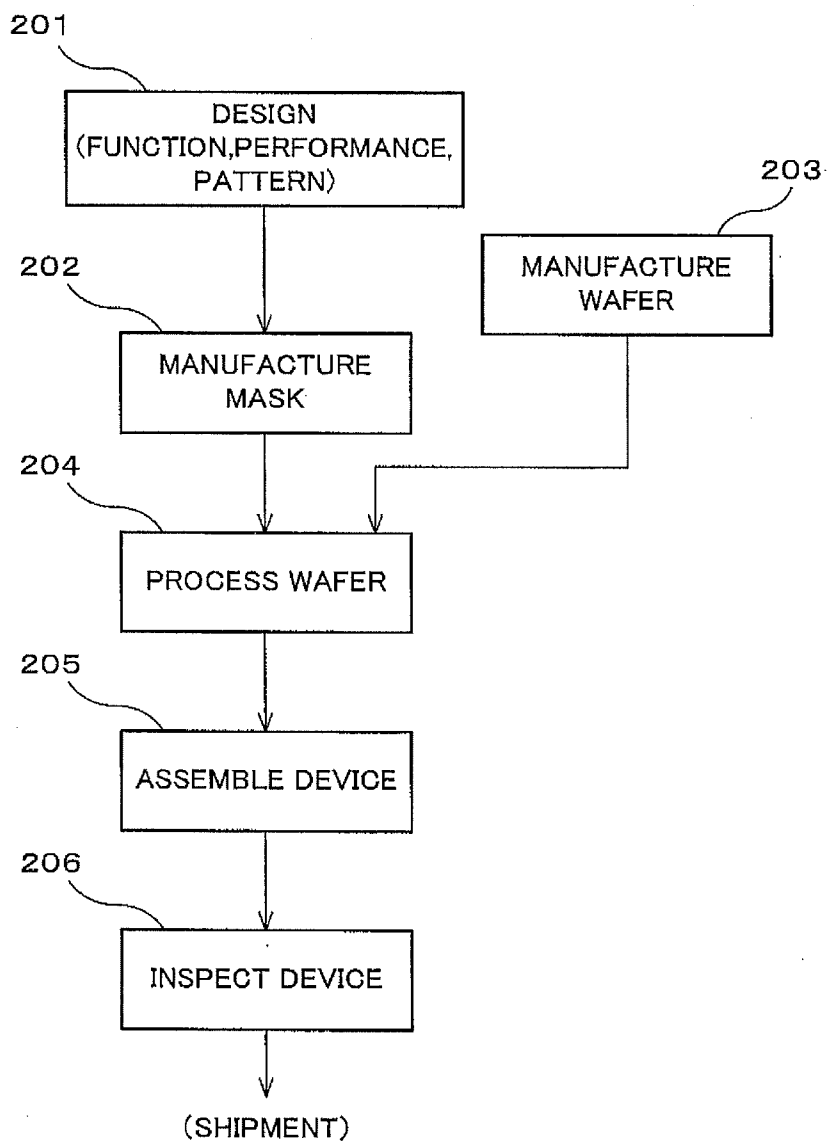 201
DESIGN
(FUNCTION,PERFORMANCE,
PATTERN)
203
MANUFACTURE
WAFER
202
MANUFACTURE
MASK
204
PROCESS WAFER
205
ASSEMBLE DEVICE
206
INSPECT DEVICE
(SHIPMENT)